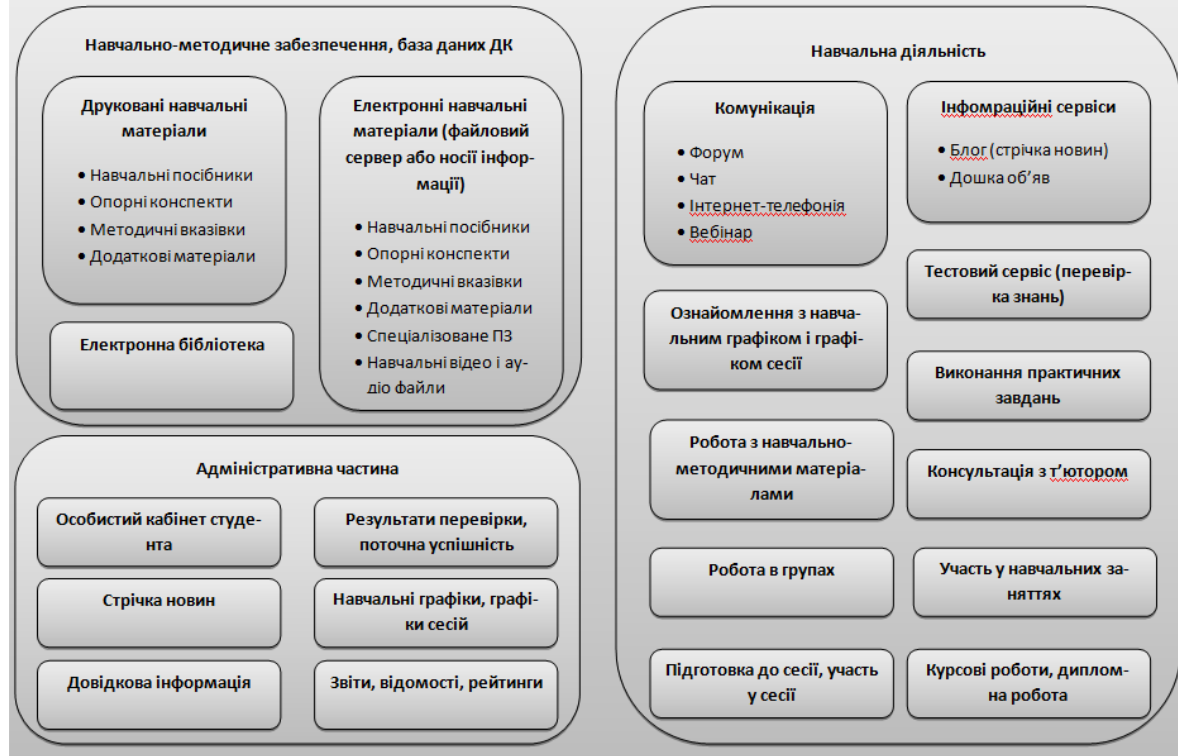 Навчально-методичне забезпечення, база даних ДК
Друковані навчальні
матеріали
• Навчальні посібники
• Опорні конспекти
• Методичні вказівки
• Додаткові матеріали
Електронні навчальні
матеріали (файловий
сервер або носії інфор-
мації)
• Навчальні посібники
• Опорні конспекти
• Методичні вказівки
• Додаткові матеріали
• Спеціалізоване ПЗ
• Навчальні відео і ау-
діо файли
Електронна бібліотека
Адміністративна частина
Особистий кабінет студе-
нта
Результати перевірки,
поточна успішність
Стрічка новин
Навчальні графіки, графі-
ки сесій
Довідкова інформація
Звіти, відомості, рейтинги
Навчальна діяльність
Комунікація
• Форум
• Чат
• Інтернет-телефонія
• Вебінар
Інфомраційні сервіси
• Блог (стрічка новин)
• Дошка об’яв
Ознайомлення з навча-
льним графіком і графі-
ком сесії
Тестовий сервіс (перевір-
ка знань)
Виконання практичних
завдань
Робота з навчально-
методичними матеріа-
лами
Консультація з т’ютором
Робота в групах
Участь у навчальних за-
няттях
Підготовка до сесії, участь
у сесії
Курсові роботи, диплом-
на робота